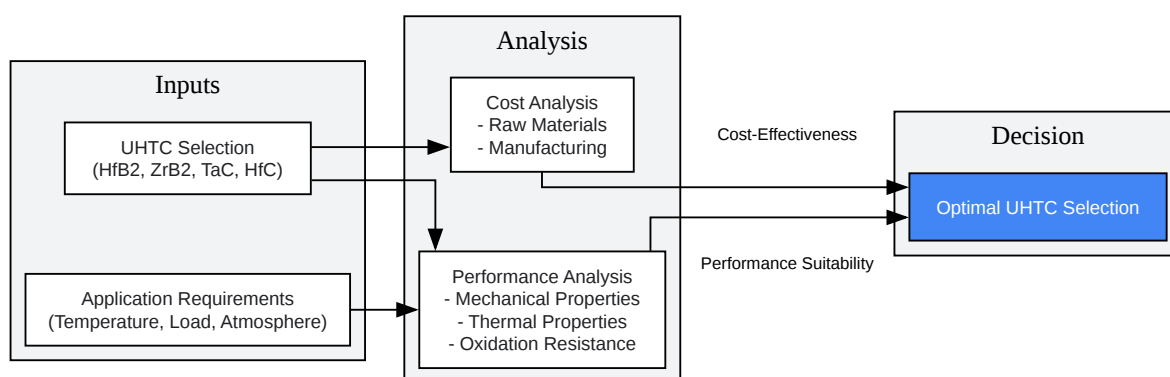 Inputs
UHTC Selection
(HfB2, ZrB2, TaC, HfC)
Application Requirements
(Temperature, Load, Atmosphere)
Analysis
Cost Analysis
- Raw Materials
- Manufacturing
Performance Analysis
- Mechanical Properties
- Thermal Properties
- Oxidation Resistance
Cost-Effectiveness
Performance Suitability
Decision
Optimal UHTC Selection